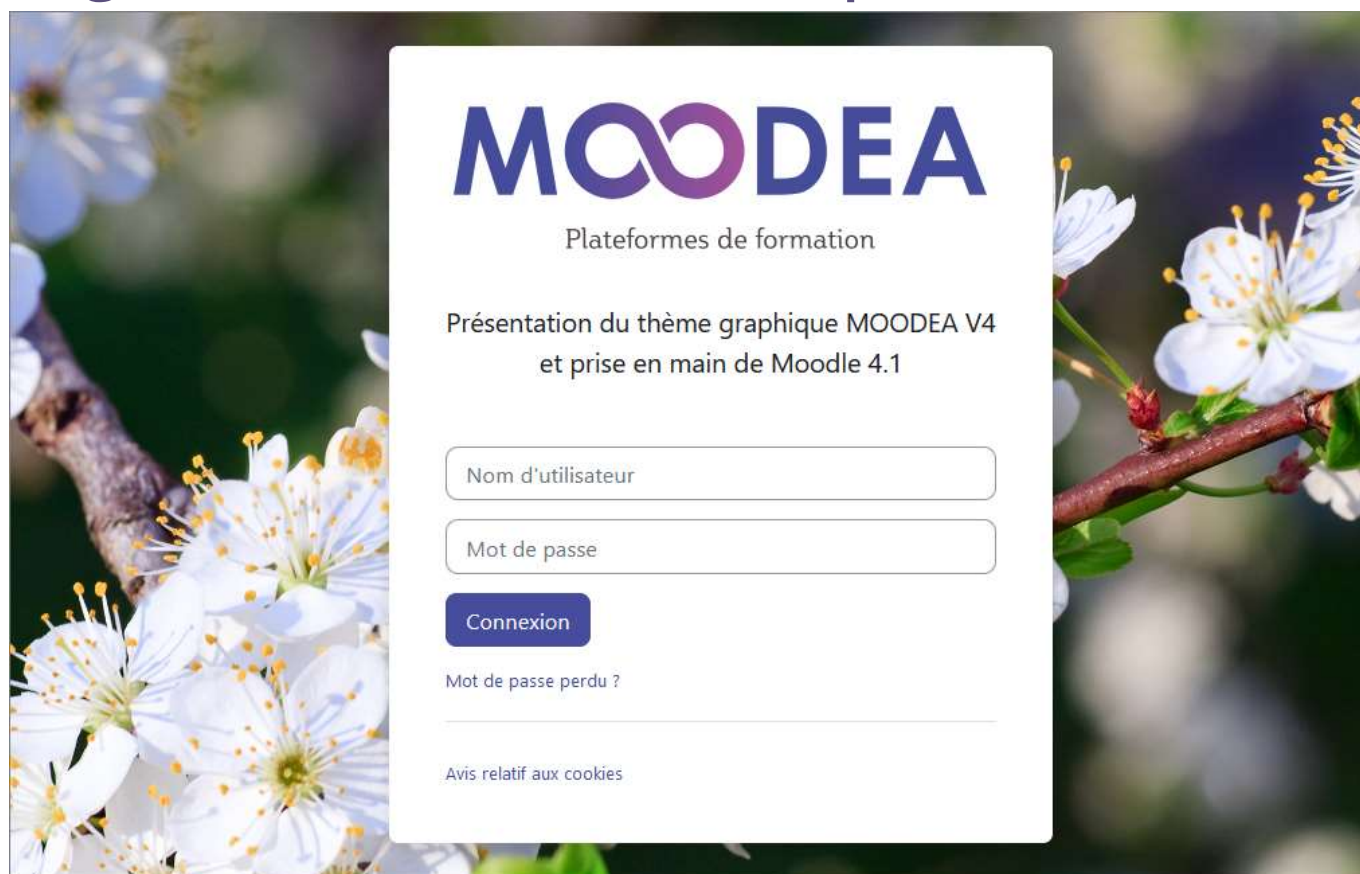 MOODEA
Plateformes de formation
Présentation du thème graphique MOODEA V4
et prise en main de Moodle 4.1
Nom d'utilisateur
Mot de passe
Connexion
Mot de passe perdu ?
Avis relatif aux cookies